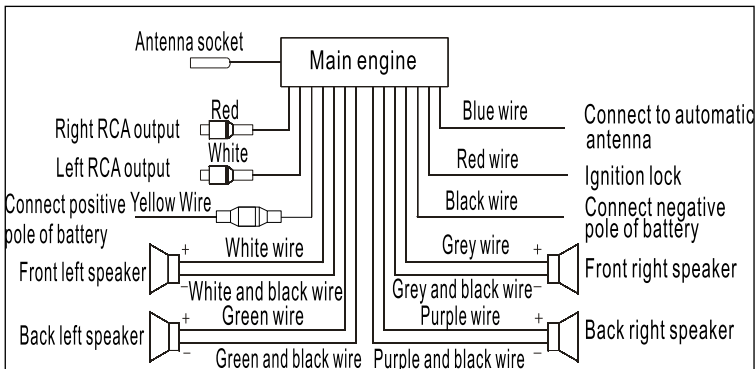 Antenna socket
Main engine
Red
Right RCA output
White
Left RCA output
Connect positive
pole of battery
Yellow Wire
+
White wire
Front left speaker
–
White and black wire
+
Green wire
Back left speaker
–
Green and black wire
Blue wire
Connect to automatic
antenna
Red wire
Ignition lock
Black wire
Connect negative
pole of battery
Grey wire
+
Front right speaker
Grey and black wire
–
Purple wire
+
Back right speaker
Purple and black wire
–